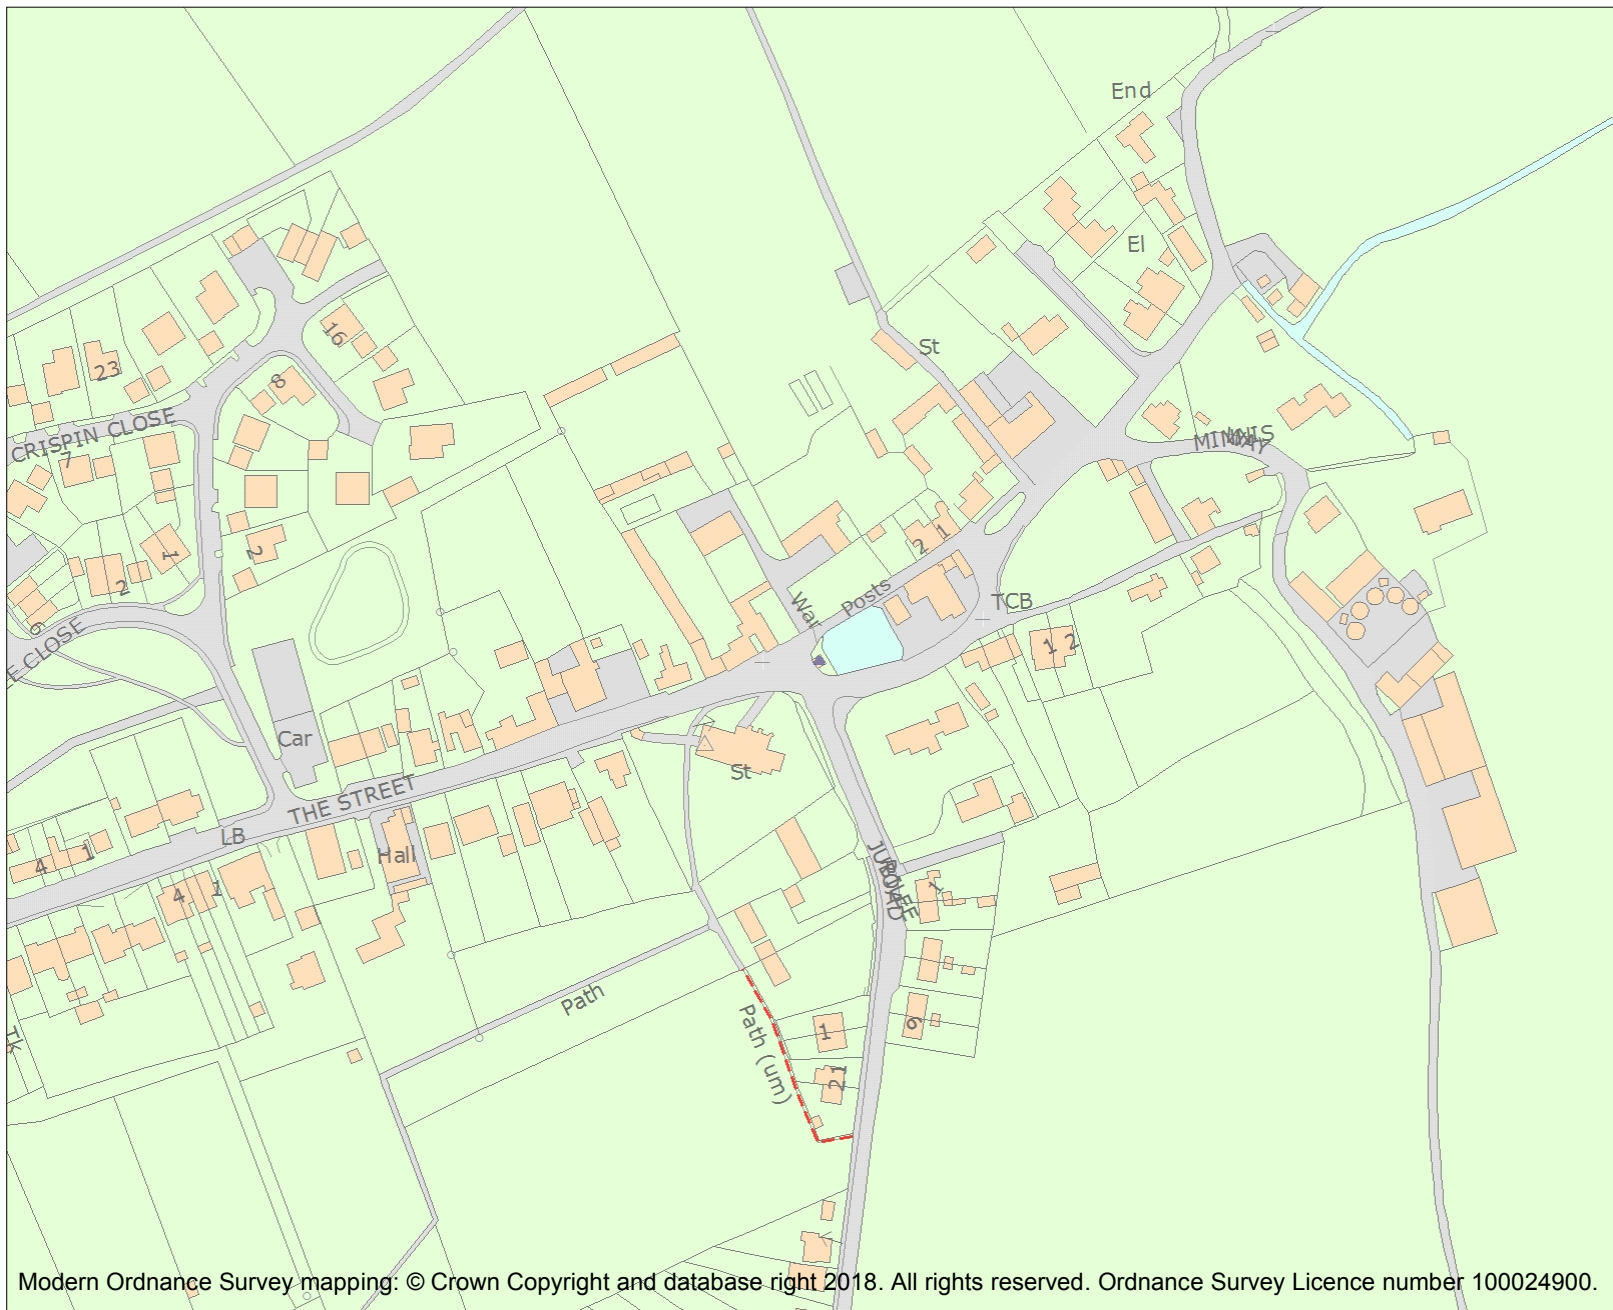 End
El
St
16
23
8
CRISPIN CLOSE
7
MINNIS
WAY
1
2
2
1
2
Posts
War
TCB
6
E CLOSE
1 2
Car
St
THE STREET
LB
Hall
4
1
4
1
JUBILEE
ROAD
1
Path
Path (um)
1
6
21
Tk
Modern Ordnance Survey mapping: © Crown Copyright and database right 2018. All rights reserved. Ordnance Survey Licence number 100024900.